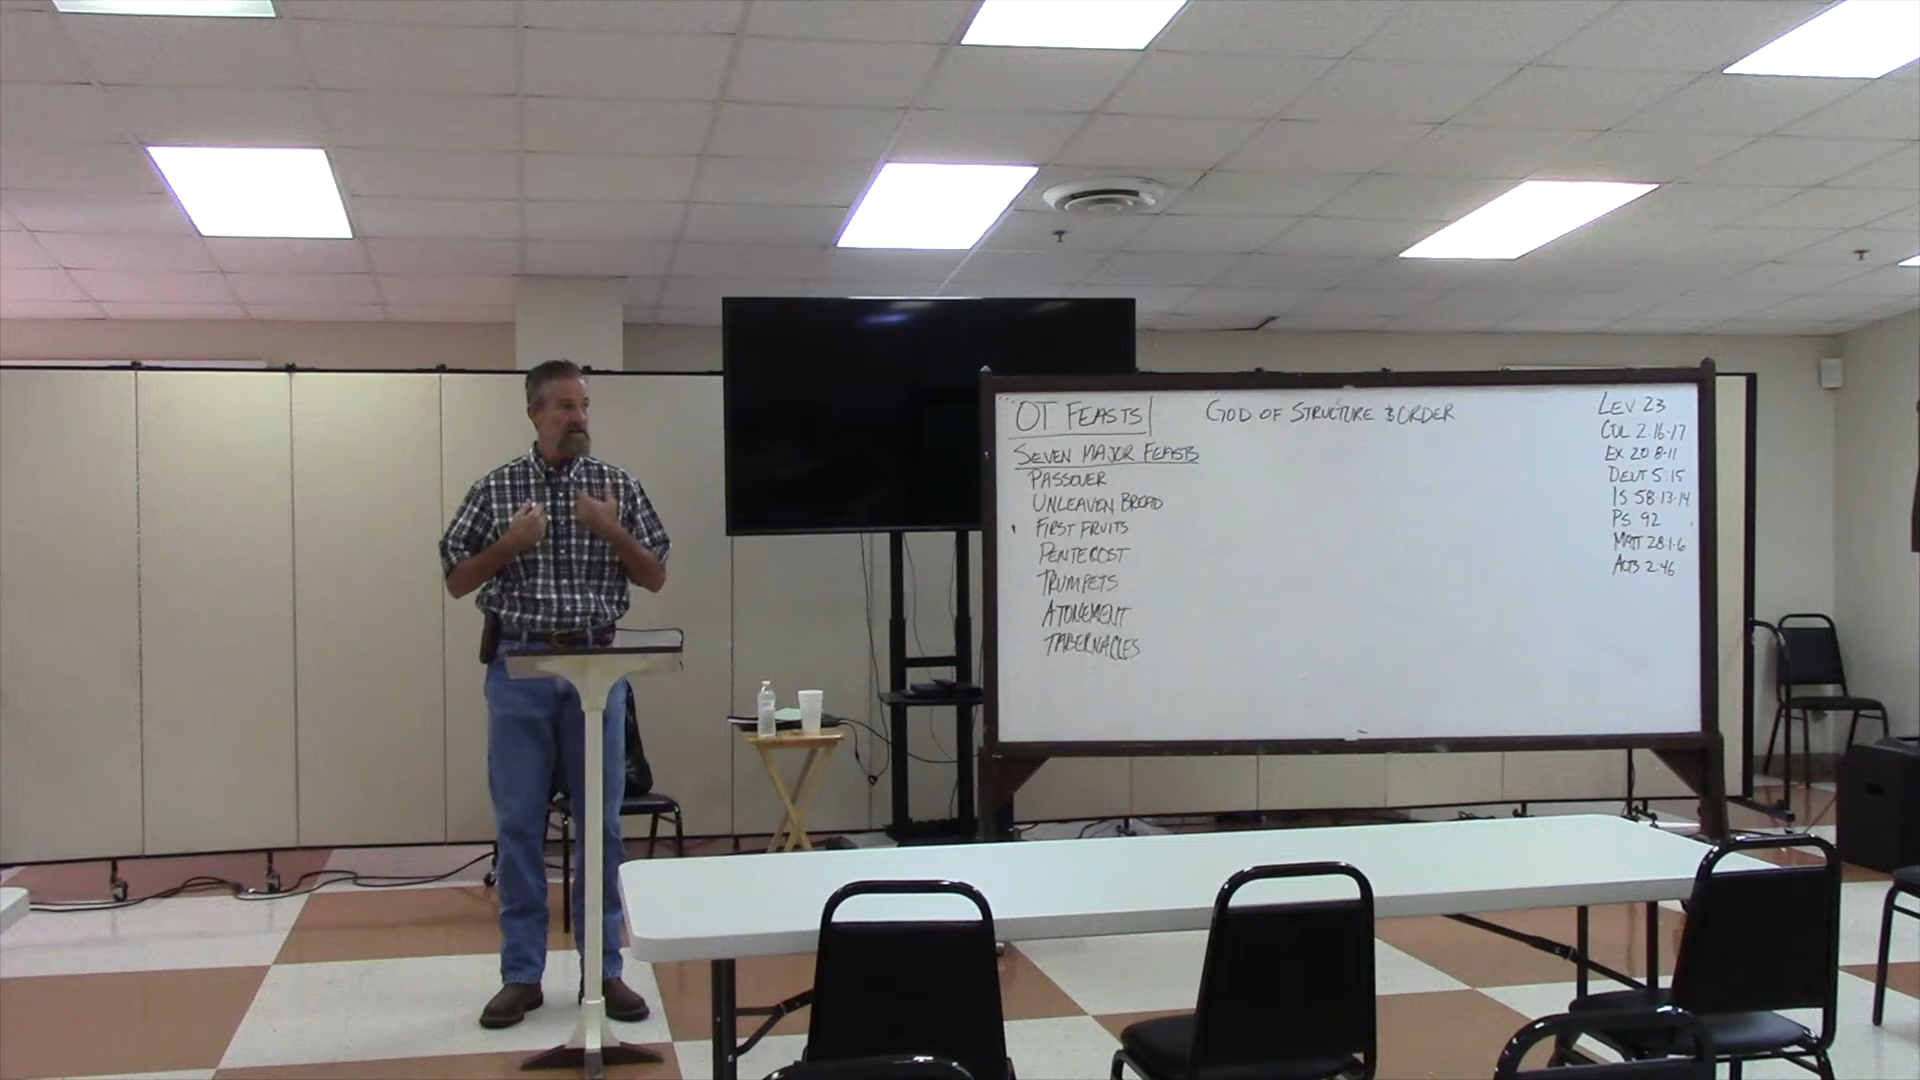 OT FEASTS
GOD OF STRUCTURE & ORDER
SEVEN MAJOR FEASTS
PASSOVER
UNLEAVEN BREAD
FIRST FRUITS
PENTECOST
TRUMPETS
ATONEMENT
TABERNACLES
LEV 23
COL 2:16-17
EX 20 8-11
DEUT 5:15
IS 58:13-14
PS 92
MATT 28:1-6
ACTS 2:46